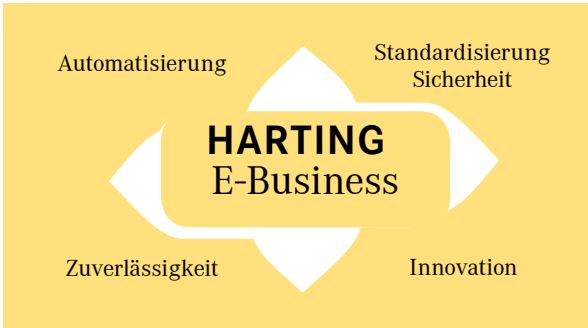 Automatisierung
Standardisierung
Sicherheit
HARTING
E-Business
Zuverlässigkeit
Innovation